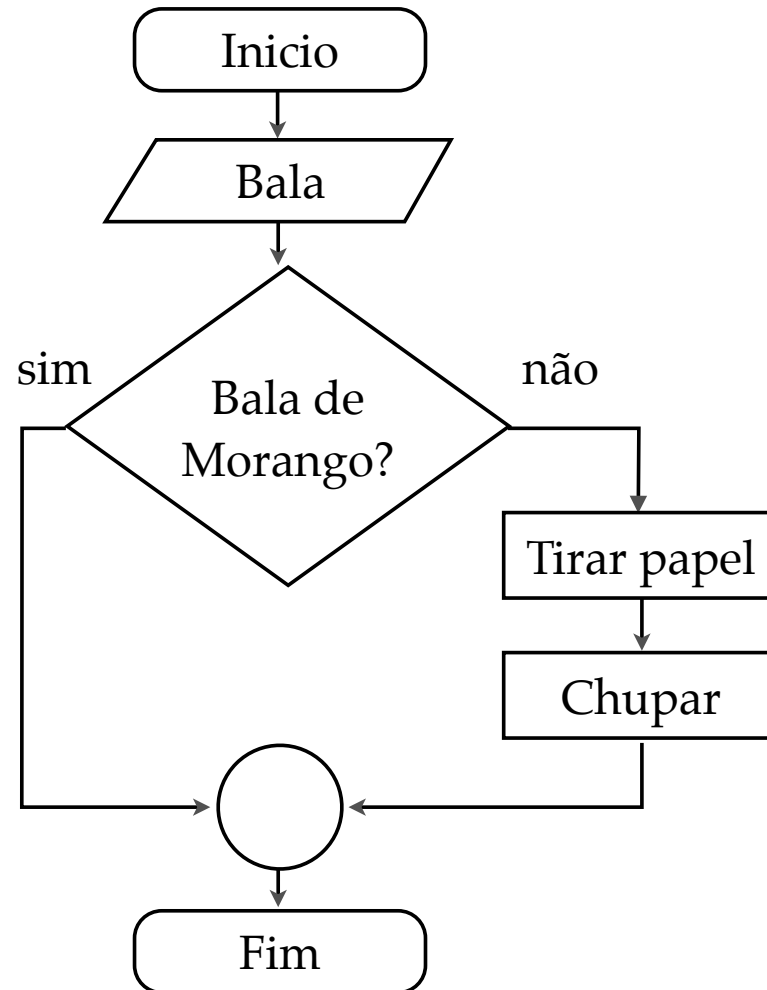 Inicio
Bala
sim
não
Bala de
Morango?
Tirar papel
Chupar
Fim